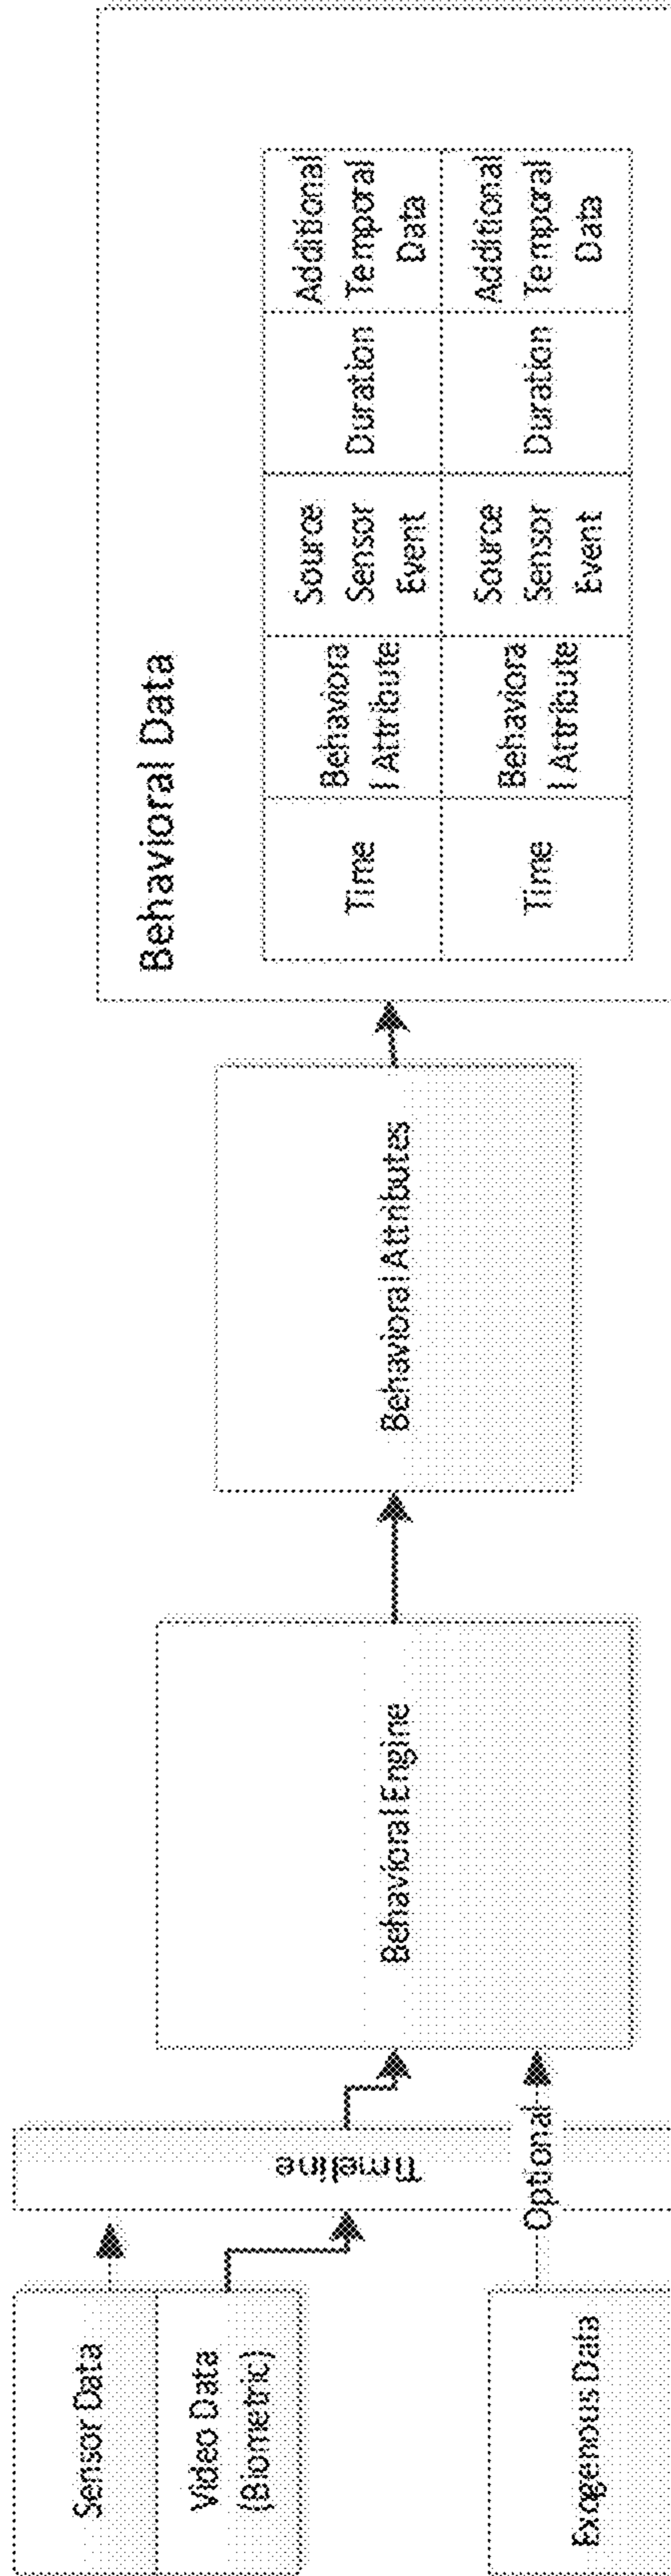 Sensor Data
Video Data
(Biometric)
Exogenous Data
Timeline
Optional
Behavioral Engine
Behavioral Attributes
Behavioral Data
Time
Behaviora
l Attribute
Source
Sensor
Event
Duration
Additional
Temporal
Data
Time
Behaviora
l Attribute
Source
Sensor
Event
Duration
Additional
Temporal
Data